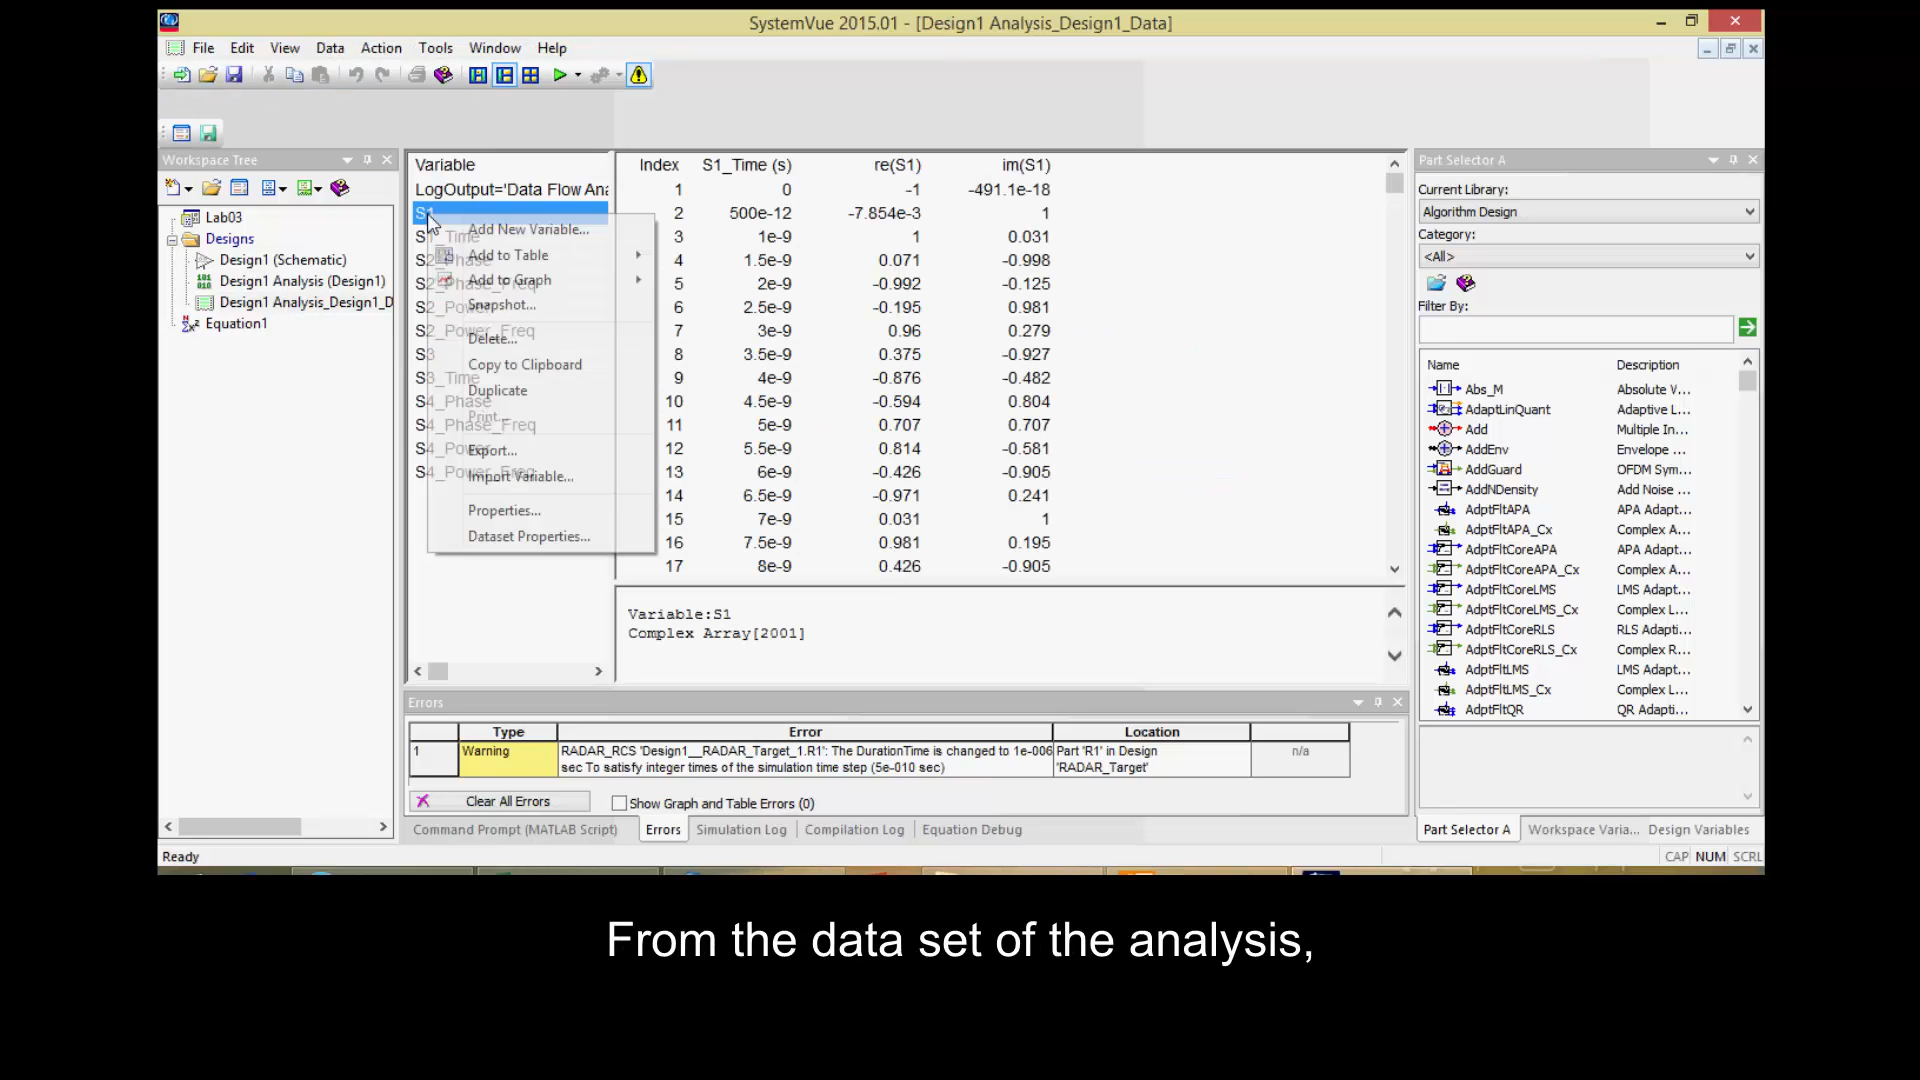 SystemVue 2015.01 - [Design1 Analysis_Design1_Data]
File Edit View Data Action Tools Window Help
Workspace Tree
Lab03
Designs
Design1 (Schematic)
Design1 Analysis (Design1)
Design1 Analysis_Design1_D
Equation1
Variable
LogOutput='Data Flow Ana
S1
S1_Time
S2_Phase
S2_Phase_Freq
S2_Power
S2_Power_Freq
S3
S3_Time
S4_Phase
S4_Phase_Freq
S4_Power
S4_Power_Freq
Add New Variable...
Add to Table
Add to Graph
Snapshot...
Delete...
Copy to Clipboard
Duplicate
Print...
Export...
Import Variable...
Properties...
Dataset Properties...
Index S1_Time (s) re(S1) im(S1)
1 0 -1 -491.1e-18
2 500e-12 -7.854e-3 1
3 1e-9 1 0.031
4 1.5e-9 0.071 -0.998
5 2e-9 -0.992 -0.125
6 2.5e-9 -0.195 0.981
7 3e-9 0.96 0.279
8 3.5e-9 0.375 -0.927
9 4e-9 -0.876 -0.482
10 4.5e-9 -0.594 0.804
11 5e-9 0.707 0.707
12 5.5e-9 0.814 -0.581
13 6e-9 -0.426 -0.905
14 6.5e-9 -0.971 0.241
15 7e-9 0.031 1
16 7.5e-9 0.981 0.195
17 8e-9 0.426 -0.905
Variable:S1
Complex Array[2001]
Part Selector A
Current Library:
Algorithm Design
Category:
<All>
Filter By:
Name Description
Abs_M Absolute V...
AdaptLinQuant Adaptive L...
Add Multiple In...
AddEnv Envelope ...
AddGuard OFDM Sym...
AddNDensity Add Noise ...
AdptFltAPA APA Adapt...
AdptFltAPA_Cx Complex A...
AdptFltCoreAPA APA Adapt...
AdptFltCoreAPA_Cx Complex A...
AdptFltCoreLMS LMS Adapt...
AdptFltCoreLMS_Cx Complex L...
AdptFltCoreRLS RLS Adapti...
AdptFltCoreRLS_Cx Complex R...
AdptFltLMS LMS Adapt...
AdptFltLMS_Cx Complex L...
AdptFltQR QR Adapti...
Errors
Type Error Location
1 Warning RADAR_RCS 'Design1__RADAR_Target_1.R1': The DurationTime is changed to 1e-006 Part 'R1' in Design n/a
sec To satisfy integer times of the simulation time step (5e-010 sec) 'RADAR_Target'
Clear All Errors Show Graph and Table Errors (0)
Command Prompt (MATLAB Script) Errors Simulation Log Compilation Log Equation Debug
Part Selector A Workspace Varia... Design Variables
Ready CAP NUM SCRL
From the data set of the analysis,